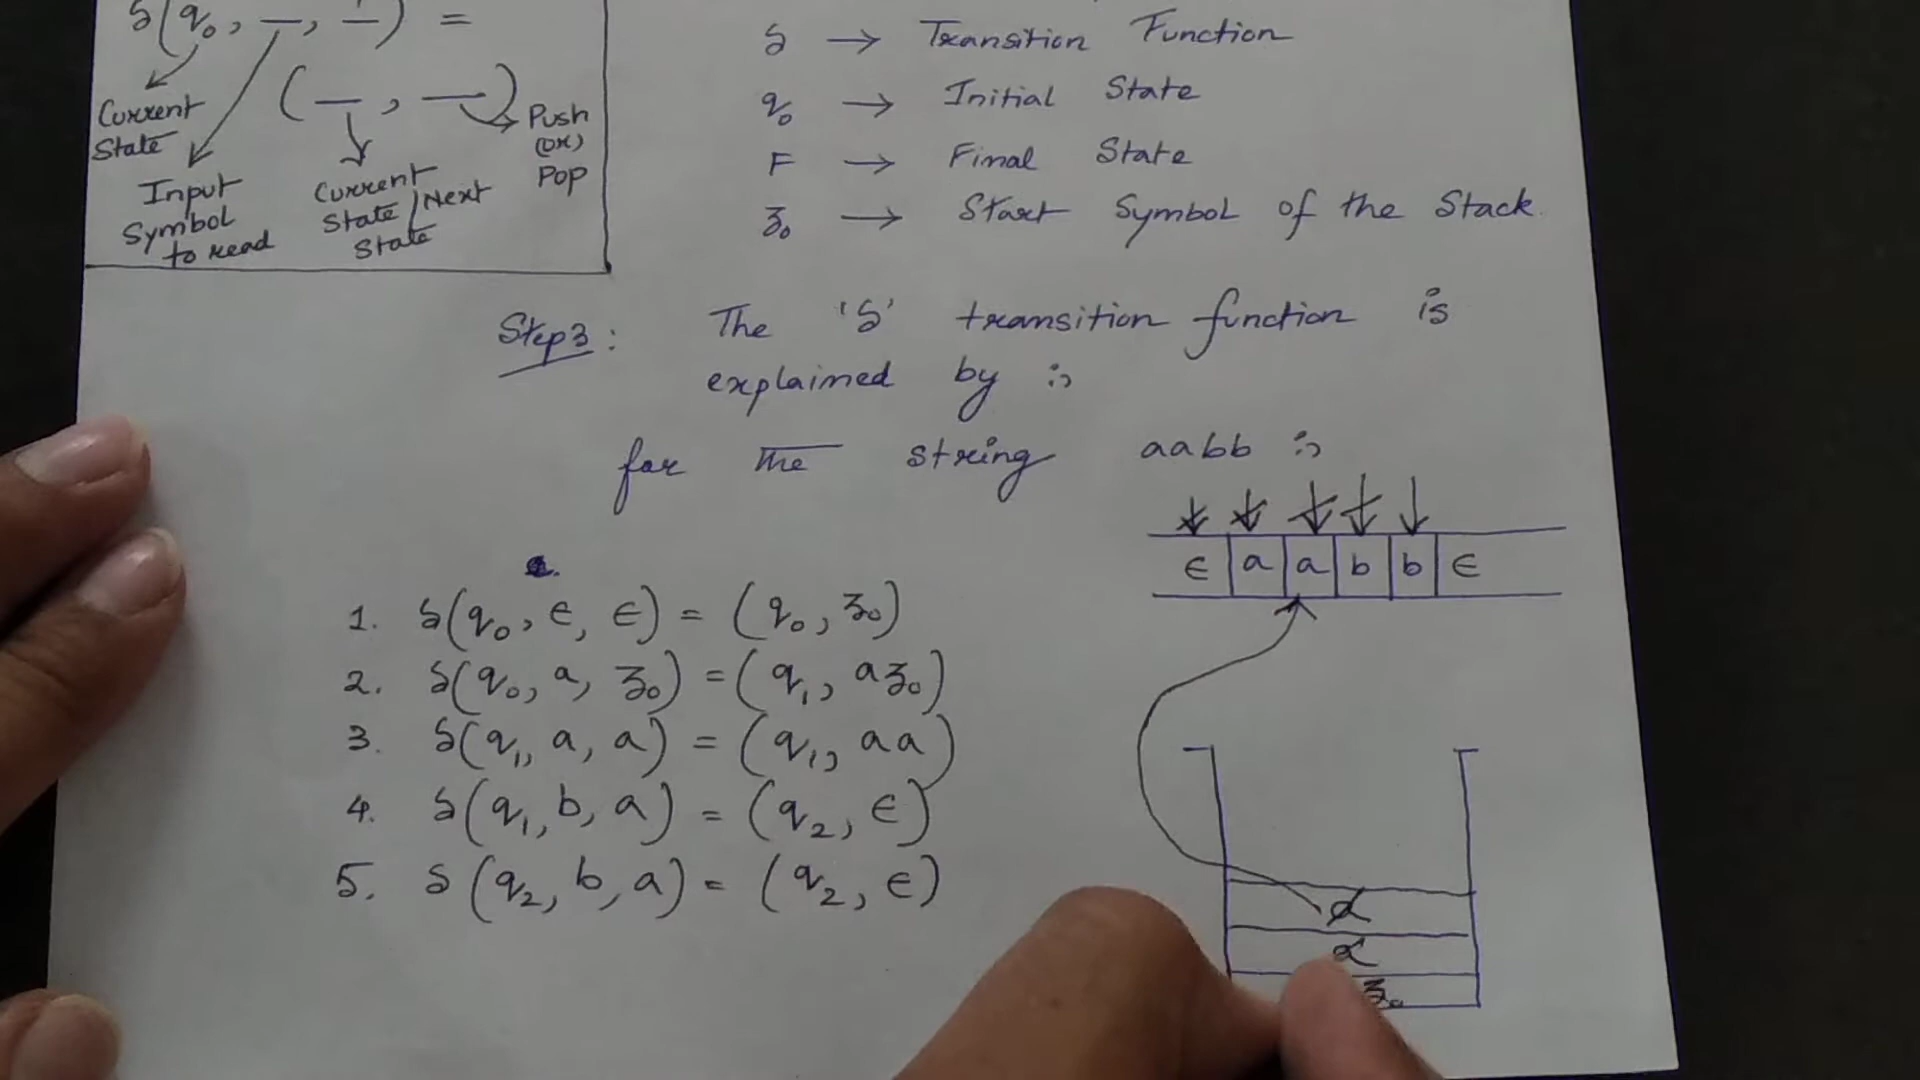 δ(q₀, _, _) =
(_, _)
Current
State
Input
Symbol
to read
Current
State/Next
State
Push
(or)
Pop
δ → Transition Function
q₀ → Initial State
F → Final State
z₀ → Start Symbol of the Stack.
Step 3: The 'δ' transition function is
explained by :-
for the string aabb :-
ε a a b b ε
1. δ(q₀, ε, ε) = (q₀, z₀)
2. δ(q₀, a, z₀) = (q₁, az₀)
3. δ(q₁, a, a) = (q₁, aa)
4. δ(q₁, b, a) = (q₂, ε)
5. δ(q₂, b, a) = (q₂, ε)
a
a
z₀